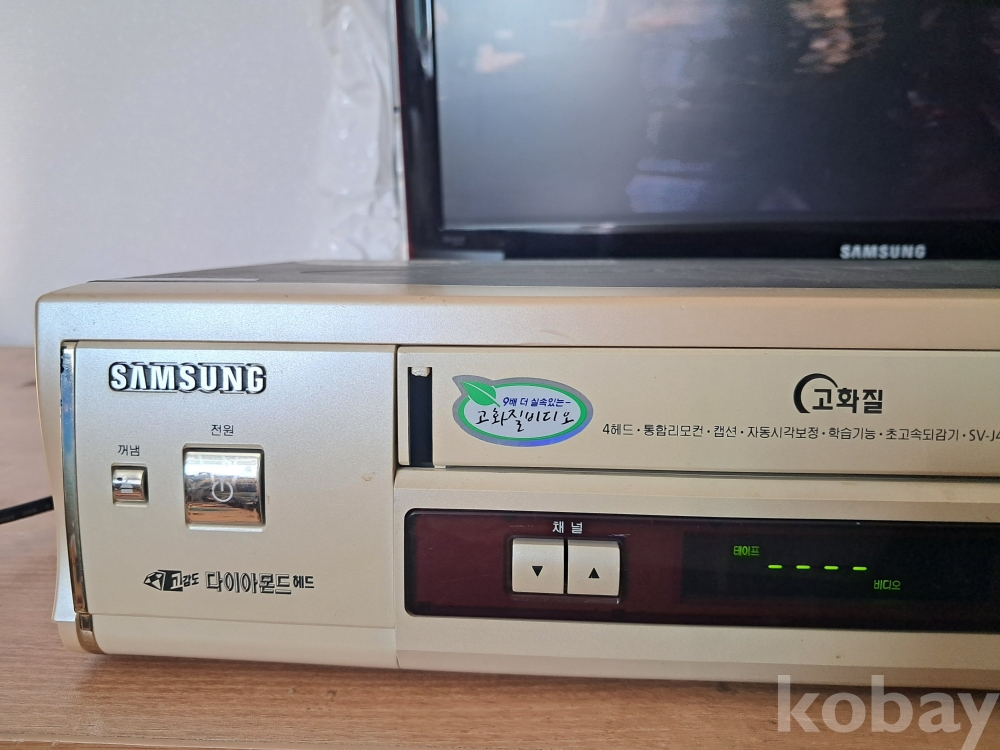 SAMSUNG
SAMSUNG
전원
꺼냄
9배 더 실속있는~
고화질비디오
고화질
4헤드 · 통합리모컨 · 캡션 · 자동시각보정 · 학습기능 · 초고속되감기 · SV-J4
채널
▼ ▲
테이프
- - - -
비디오
고감도 다이아몬드헤드
kobay